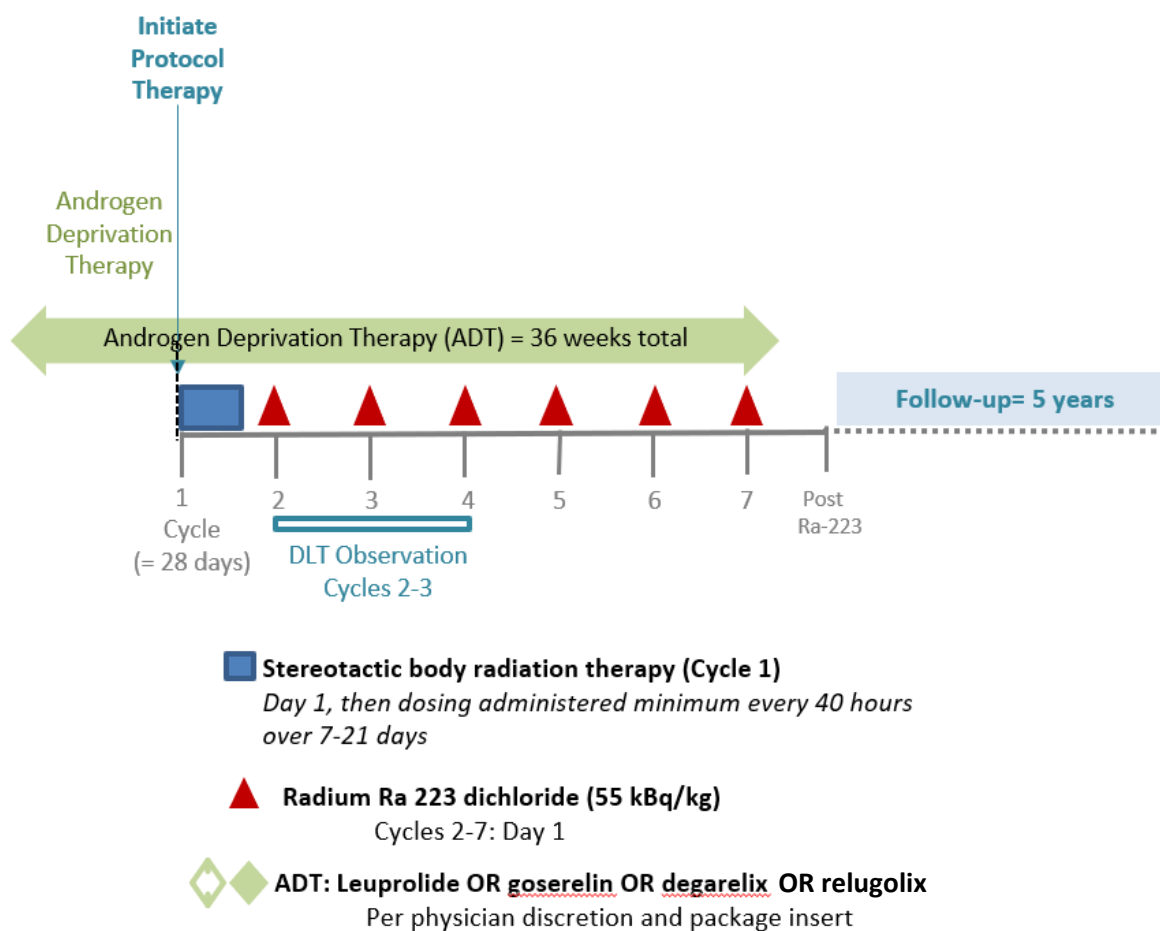 Initiate
Protocol
Therapy
Androgen
Deprivation
Therapy
Androgen Deprivation Therapy (ADT) = 36 weeks total
Follow-up= 5 years
1
2
3
4
5
6
7
Post
Ra-223
Cycle
(= 28 days)
DLT Observation
Cycles 2-3
Stereotactic body radiation therapy (Cycle 1)
Day 1, then dosing administered minimum every 40 hours
over 7-21 days
Radium Ra 223 dichloride (55 kBq/kg)
Cycles 2-7: Day 1
ADT: Leuprolide OR goserelin OR degarelix OR relugolix
Per physician discretion and package insert